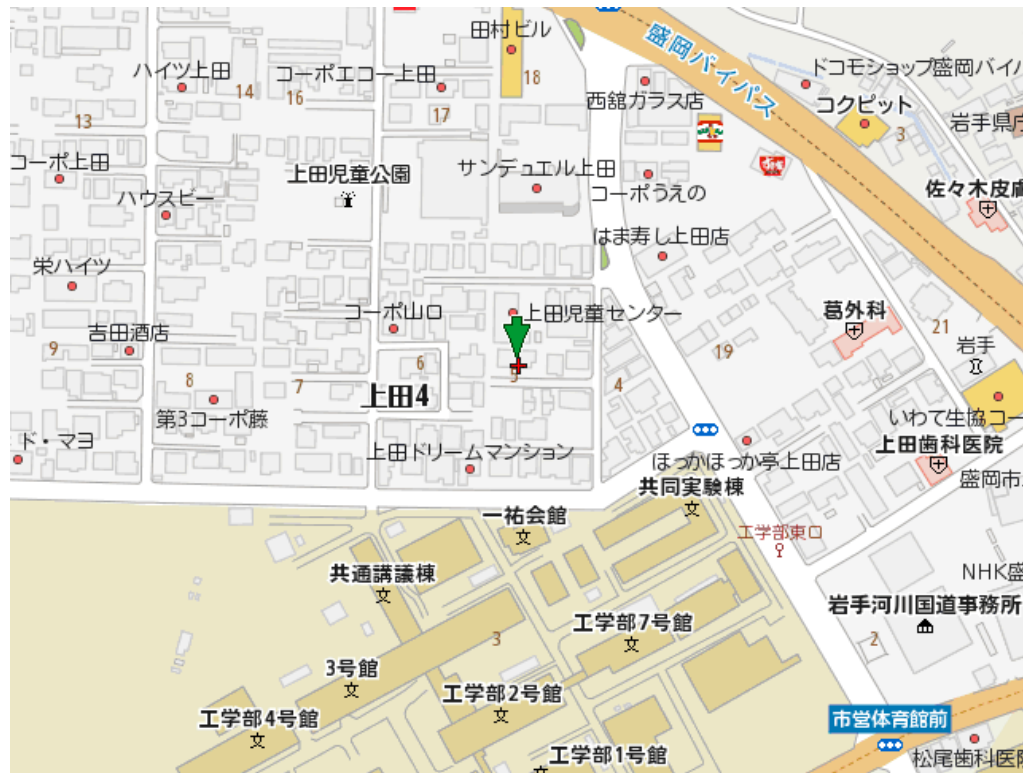 田村ビル
盛岡バイパス
ハイツ上田
コーポエコー上田
18
ドコモショップ盛岡バイ
14
16
西舘ガラス店
コクピット
17
13
3
岩手県庁
コーポ上田
上田児童公園
サンデュエル上田
コーポうえの
佐々木皮膚
ハウスビー
はま寿し上田店
栄ハイツ
コーポ山口
上田児童センター
葛外科
吉田酒店
21
9
6
19
岩手
8
7
5
4
上田4
第3コーポ藤
いわて生協コー
ド・マヨ
上田ドリームマンション
ほっかほっか亭上田店
上田歯科医院
盛岡市
共同実験棟
一祐会館
工学部東口
共通講議棟
NHK盛
岩手河川国道事務所
工学部7号館
3
2
3号館
工学部2号館
工学部4号館
市営体育館前
工学部1号館
松尾歯科医院